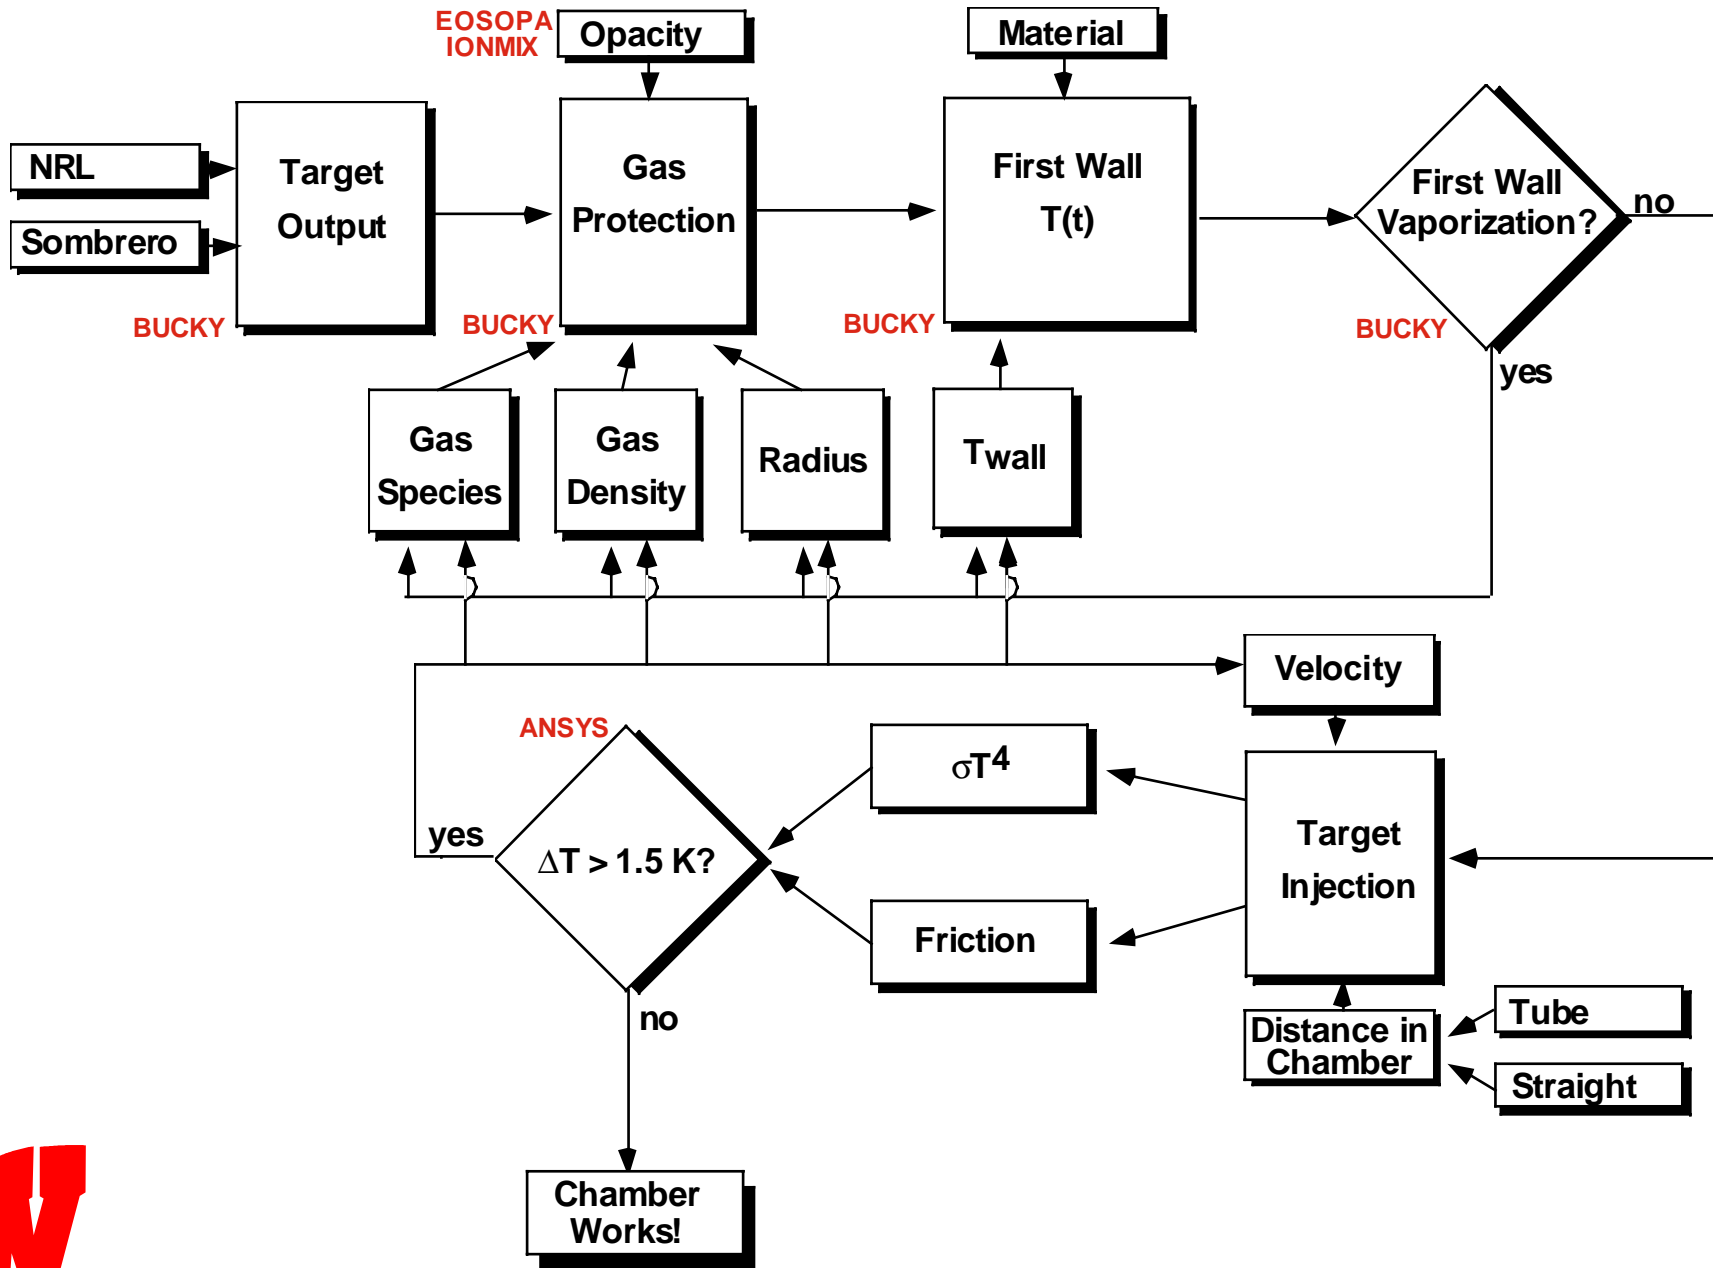 EOSOPA
IONMIX
Opacity
Material
NRL
Sombrero
Target
Output
BUCKY
Gas
Protection
BUCKY
First Wall
T(t)
BUCKY
First Wall
Vaporization?
no
BUCKY
yes
Gas
Species
Gas
Density
Radius
Twall
Velocity
ANSYS
σT4
yes
ΔT > 1.5 K?
Target
Injection
Friction
no
Distance in
Chamber
Tube
Straight
Chamber
Works!
W